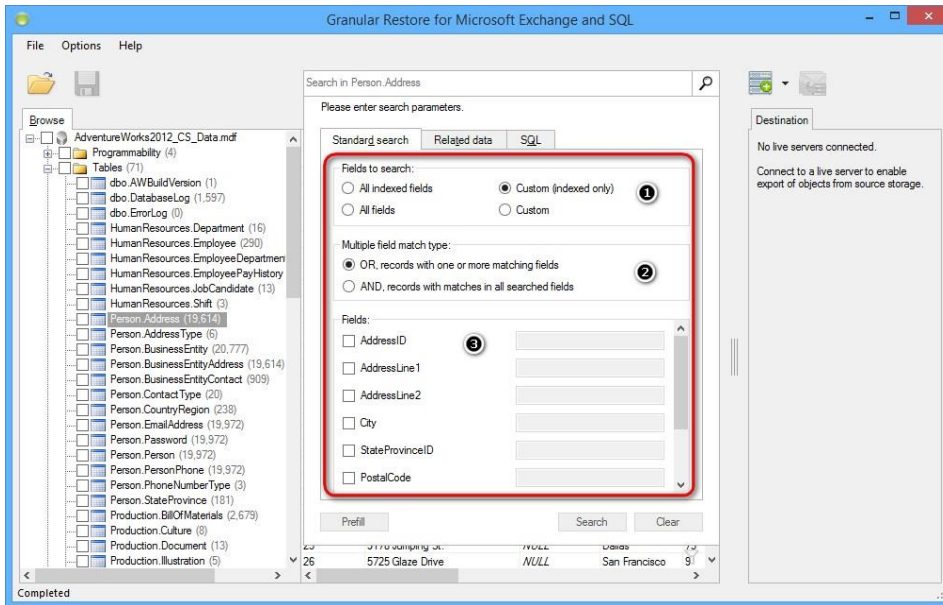 Granular Restore for Microsoft Exchange and SQL
File Options Help
Browse
AdventureWorks2012_CS_Data.mdf
Programmability (4)
Tables (71)
dbo.AWBuildVersion (1)
dbo.DatabaseLog (1,597)
dbo.ErrorLog (0)
HumanResources.Department (16)
HumanResources.Employee (290)
HumanResources.EmployeeDepartment
HumanResources.EmployeePayHistory
HumanResources.JobCandidate (13)
HumanResources.Shift (3)
Person.Address (19,614)
Person.AddressType (6)
Person.BusinessEntity (20,777)
Person.BusinessEntityAddress (19,614)
Person.BusinessEntityContact (909)
Person.ContactType (20)
Person.CountryRegion (238)
Person.EmailAddress (19,972)
Person.Password (19,972)
Person.Person (19,972)
Person.PersonPhone (19,972)
Person.PhoneNumberType (3)
Person.StateProvince (181)
Production.BillOfMaterials (2,679)
Production.Culture (8)
Production.Document (13)
Production.Illustration (5)
Search in Person.Address
Please enter search parameters.
Standard search Related data SQL
Fields to search:
All indexed fields Custom (indexed only) 1
All fields Custom
Multiple field match type:
OR, records with one or more matching fields 2
AND, records with matches in all searched fields
Fields: 3
AddressID
AddressLine1
AddressLine2
City
StateProvinceID
PostalCode
Prefill Search Clear
26 5725 Glaze Drive NULL San Francisco 9
Destination
No live servers connected.
Connect to a live server to enable
export of objects from source storage.
Completed